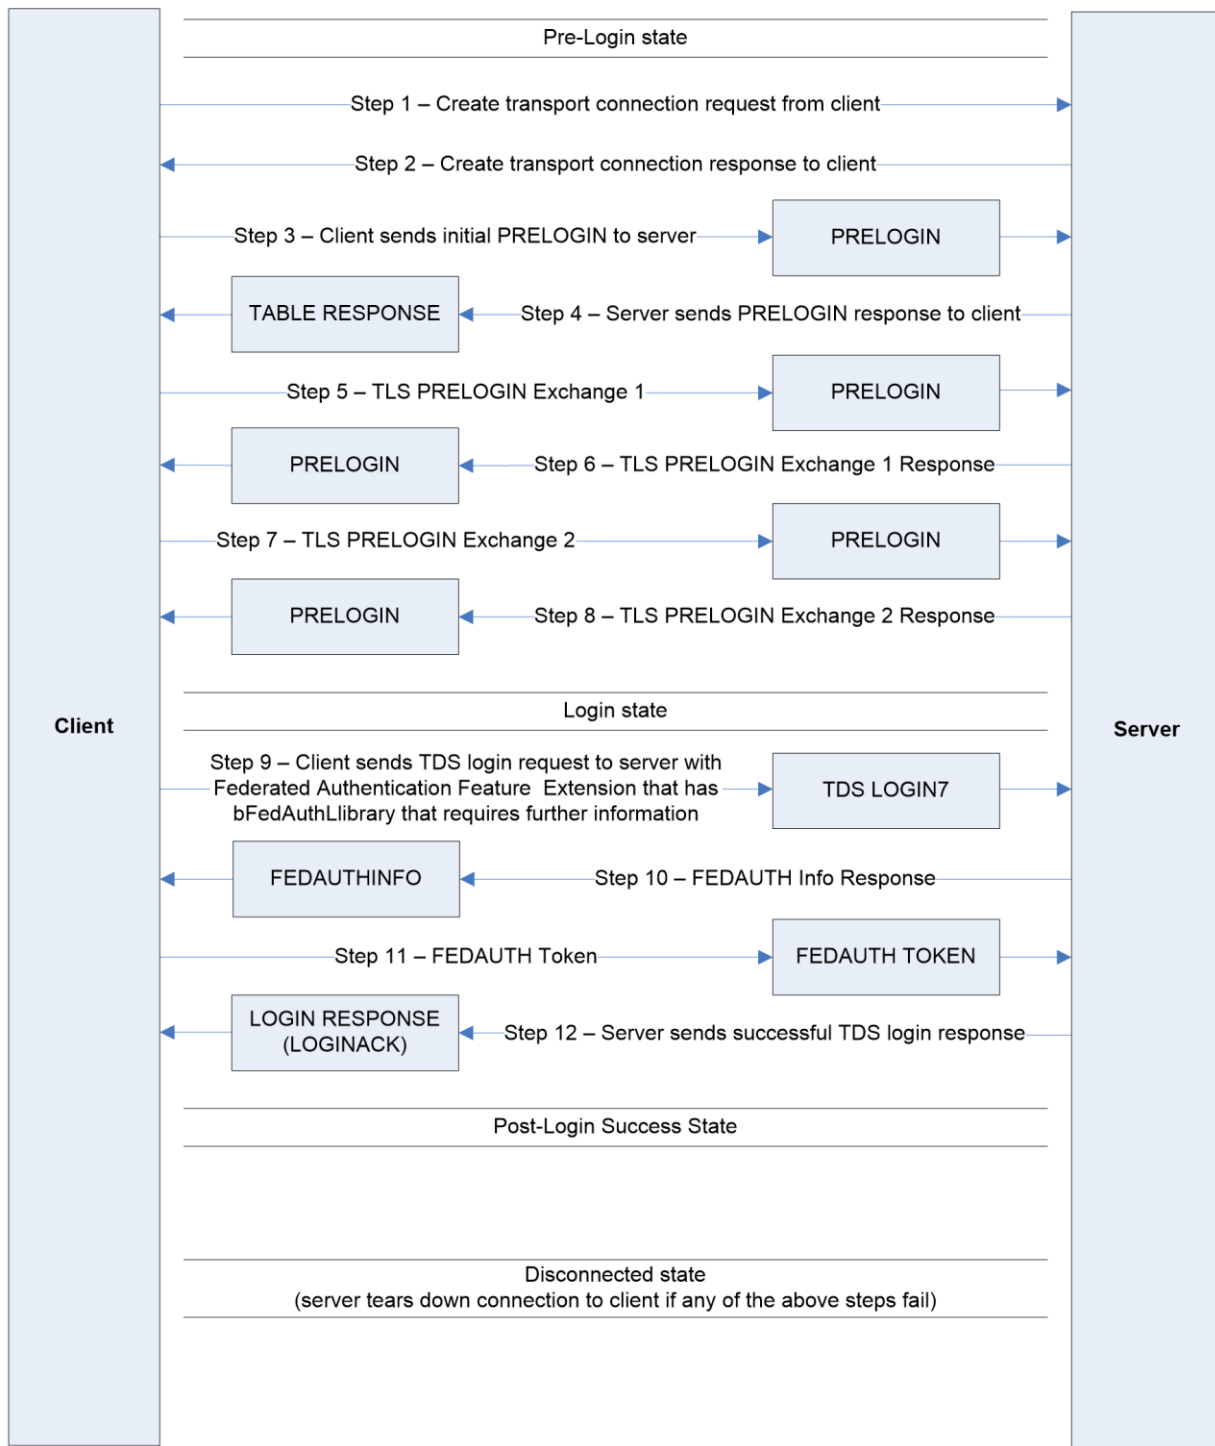 Pre-Login state
Step 1 – Create transport connection request from client
Step 2 – Create transport connection response to client
Step 3 – Client sends initial PRELOGIN to server
PRELOGIN
TABLE RESPONSE
Step 4 – Server sends PRELOGIN response to client
Step 5 – TLS PRELOGIN Exchange 1
PRELOGIN
PRELOGIN
Step 6 – TLS PRELOGIN Exchange 1 Response
Step 7 – TLS PRELOGIN Exchange 2
PRELOGIN
PRELOGIN
Step 8 – TLS PRELOGIN Exchange 2 Response
Client
Login state
Server
Step 9 – Client sends TDS login request to server with
Federated Authentication Feature  Extension that has
bFedAuthLlibrary that requires further information
TDS LOGIN7
FEDAUTHINFO
Step 10 – FEDAUTH Info Response
Step 11 – FEDAUTH Token
FEDAUTH TOKEN
LOGIN RESPONSE
(LOGINACK)
Step 12 – Server sends successful TDS login response
Post-Login Success State
Disconnected state
(server tears down connection to client if any of the above steps fail)